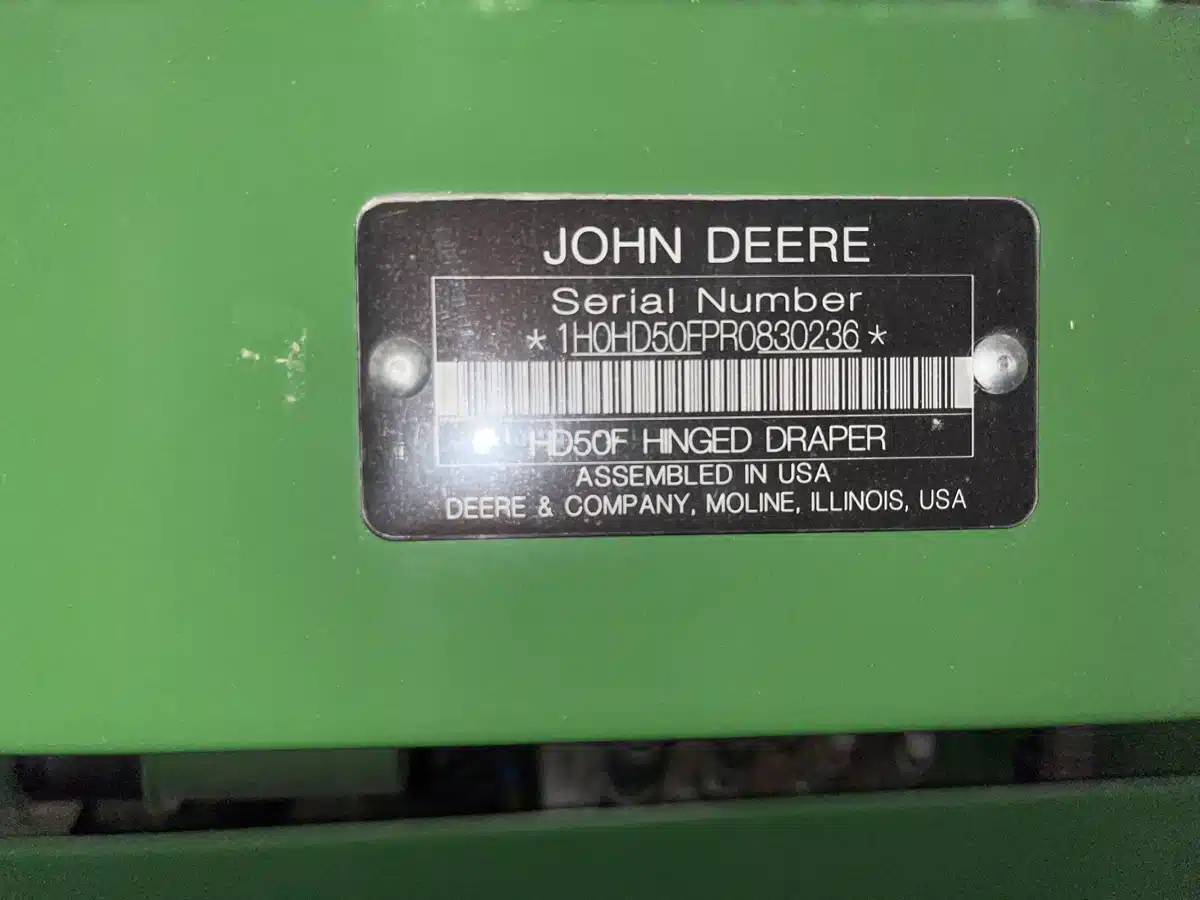 JOHN DEERE
Serial Number
*1H0HD50FPR0830236*
HD50F HINGED DRAPER
ASSEMBLED IN USA
DEERE & COMPANY, MOLINE, ILLINOIS, USA